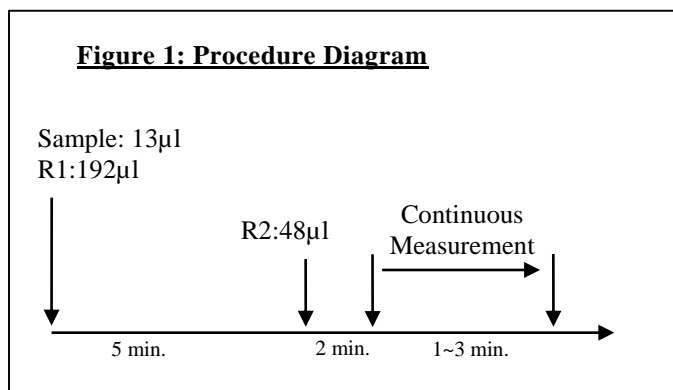 Figure 1: Procedure Diagram
Sample: 13µl
R1:192µl
R2:48µl
Continuous
Measurement
5 min.
2 min.
1~3 min.